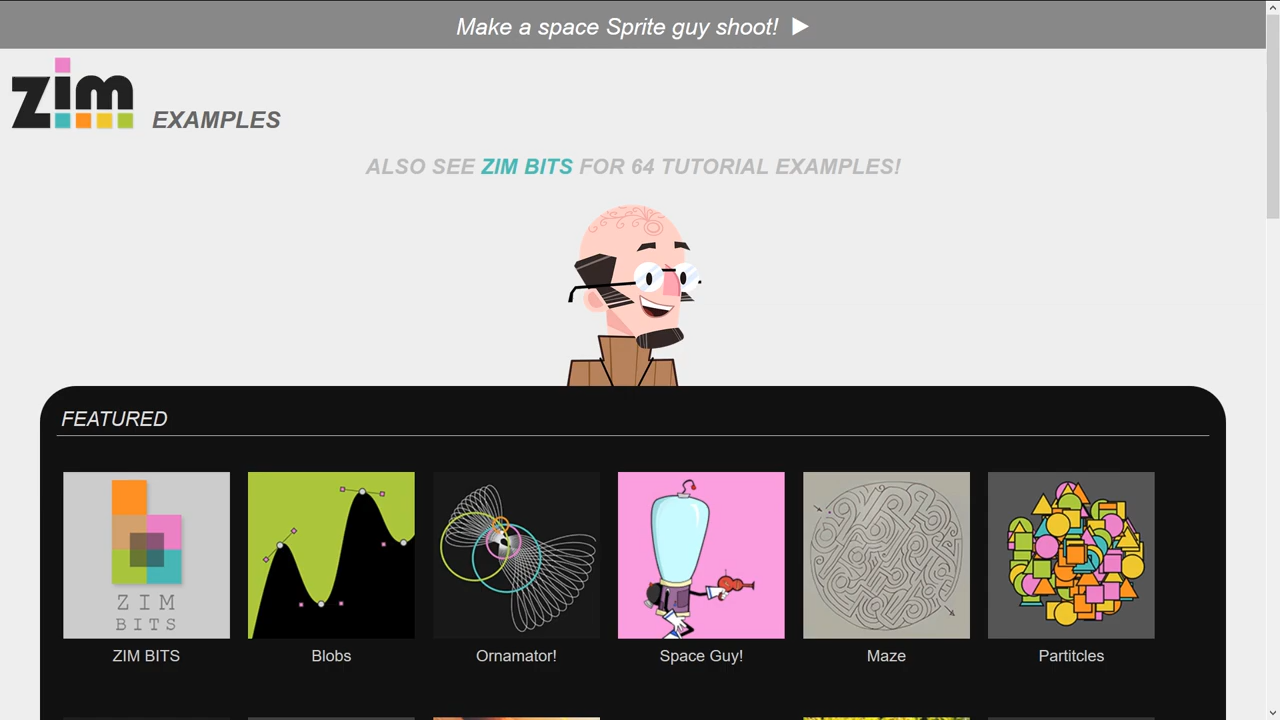 Make a space Sprite guy shoot! ▶
zim EXAMPLES
ALSO SEE ZIM BITS FOR 64 TUTORIAL EXAMPLES!
FEATURED
ZIM
BITS
ZIM BITS
Blobs
Ornamator!
Space Guy!
Maze
Partitcles